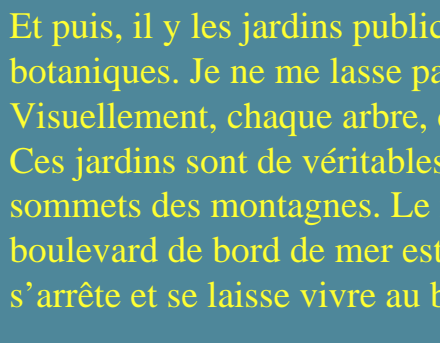 Et puis, il y les jardins public
botaniques. Je ne me lasse pa
Visuellement, chaque arbre,
Ces jardins sont de véritables
sommets des montagnes. Le
boulevard de bord de mer est
s’arrête et se laisse vivre au b